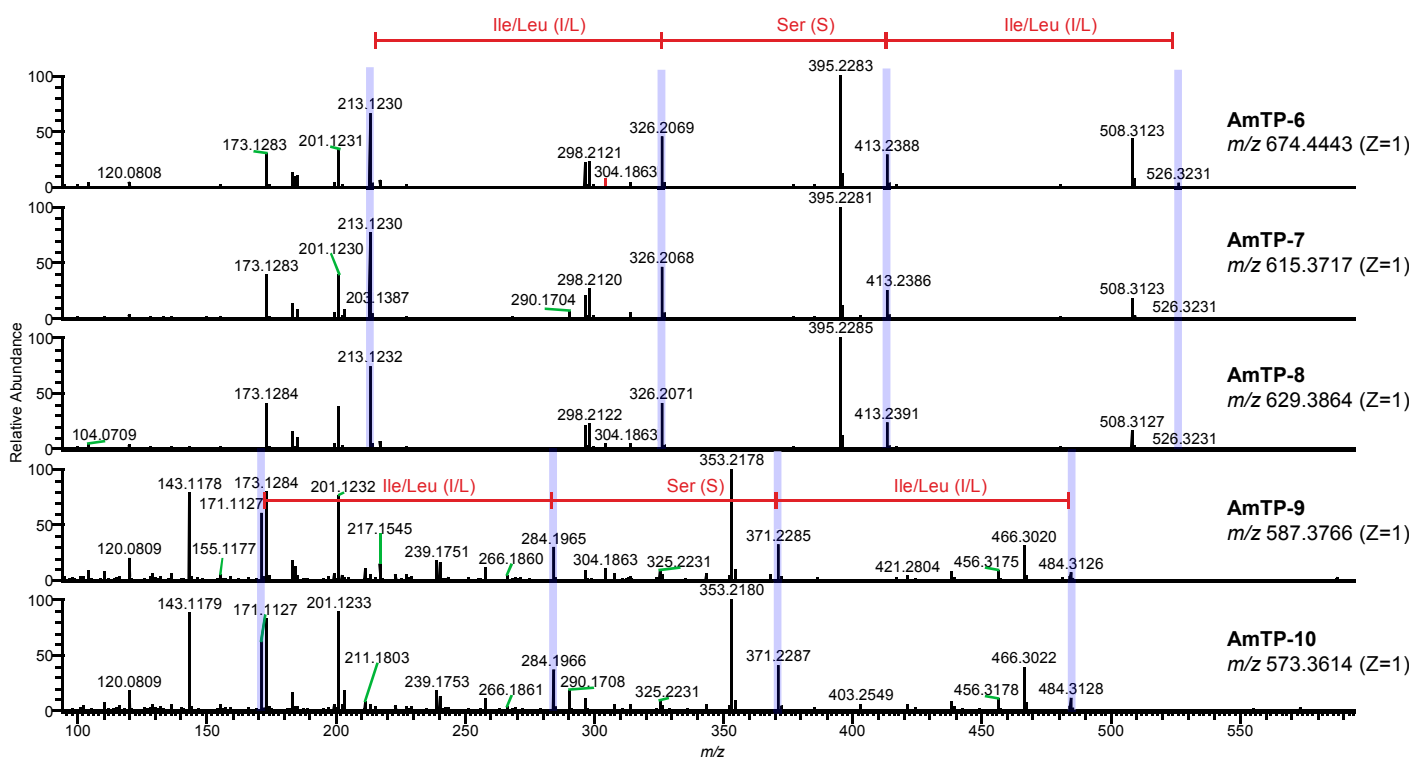 Ile/Leu (I/L) Ser (S) Ile/Leu (I/L)
Relative Abundance
100
50
0
120.0808 173.1283 201.1231 213.1230 298.2121 304.1863 326.2069 395.2283 413.2388 508.3123 526.3231
AmTP-6
m/z 674.4443 (Z=1)
100
50
0
173.1283 201.1230 203.1387 213.1230 290.1704 298.2120 326.2068 395.2281 413.2386 508.3123 526.3231
AmTP-7
m/z 615.3717 (Z=1)
100
50
0
104.0709 173.1284 213.1232 298.2122 304.1863 326.2071 395.2285 413.2391 508.3127 526.3231
AmTP-8
m/z 629.3864 (Z=1)
100
50
0
Ile/Leu (I/L) Ser (S) Ile/Leu (I/L)
120.0809 143.1178 155.1177 171.1127 173.1284 201.1232 217.1545 239.1751 266.1860 284.1965 304.1863 325.2231 353.2178 371.2285 421.2804 456.3175 466.3020 484.3126
AmTP-9
m/z 587.3766 (Z=1)
100
50
0
120.0809 143.1179 171.1127 201.1233 211.1803 239.1753 266.1861 284.1966 290.1708 325.2231 353.2180 371.2287 403.2549 456.3178 466.3022 484.3128
AmTP-10
m/z 573.3614 (Z=1)
100 150 200 250 300 350 400 450 500 550
m/z